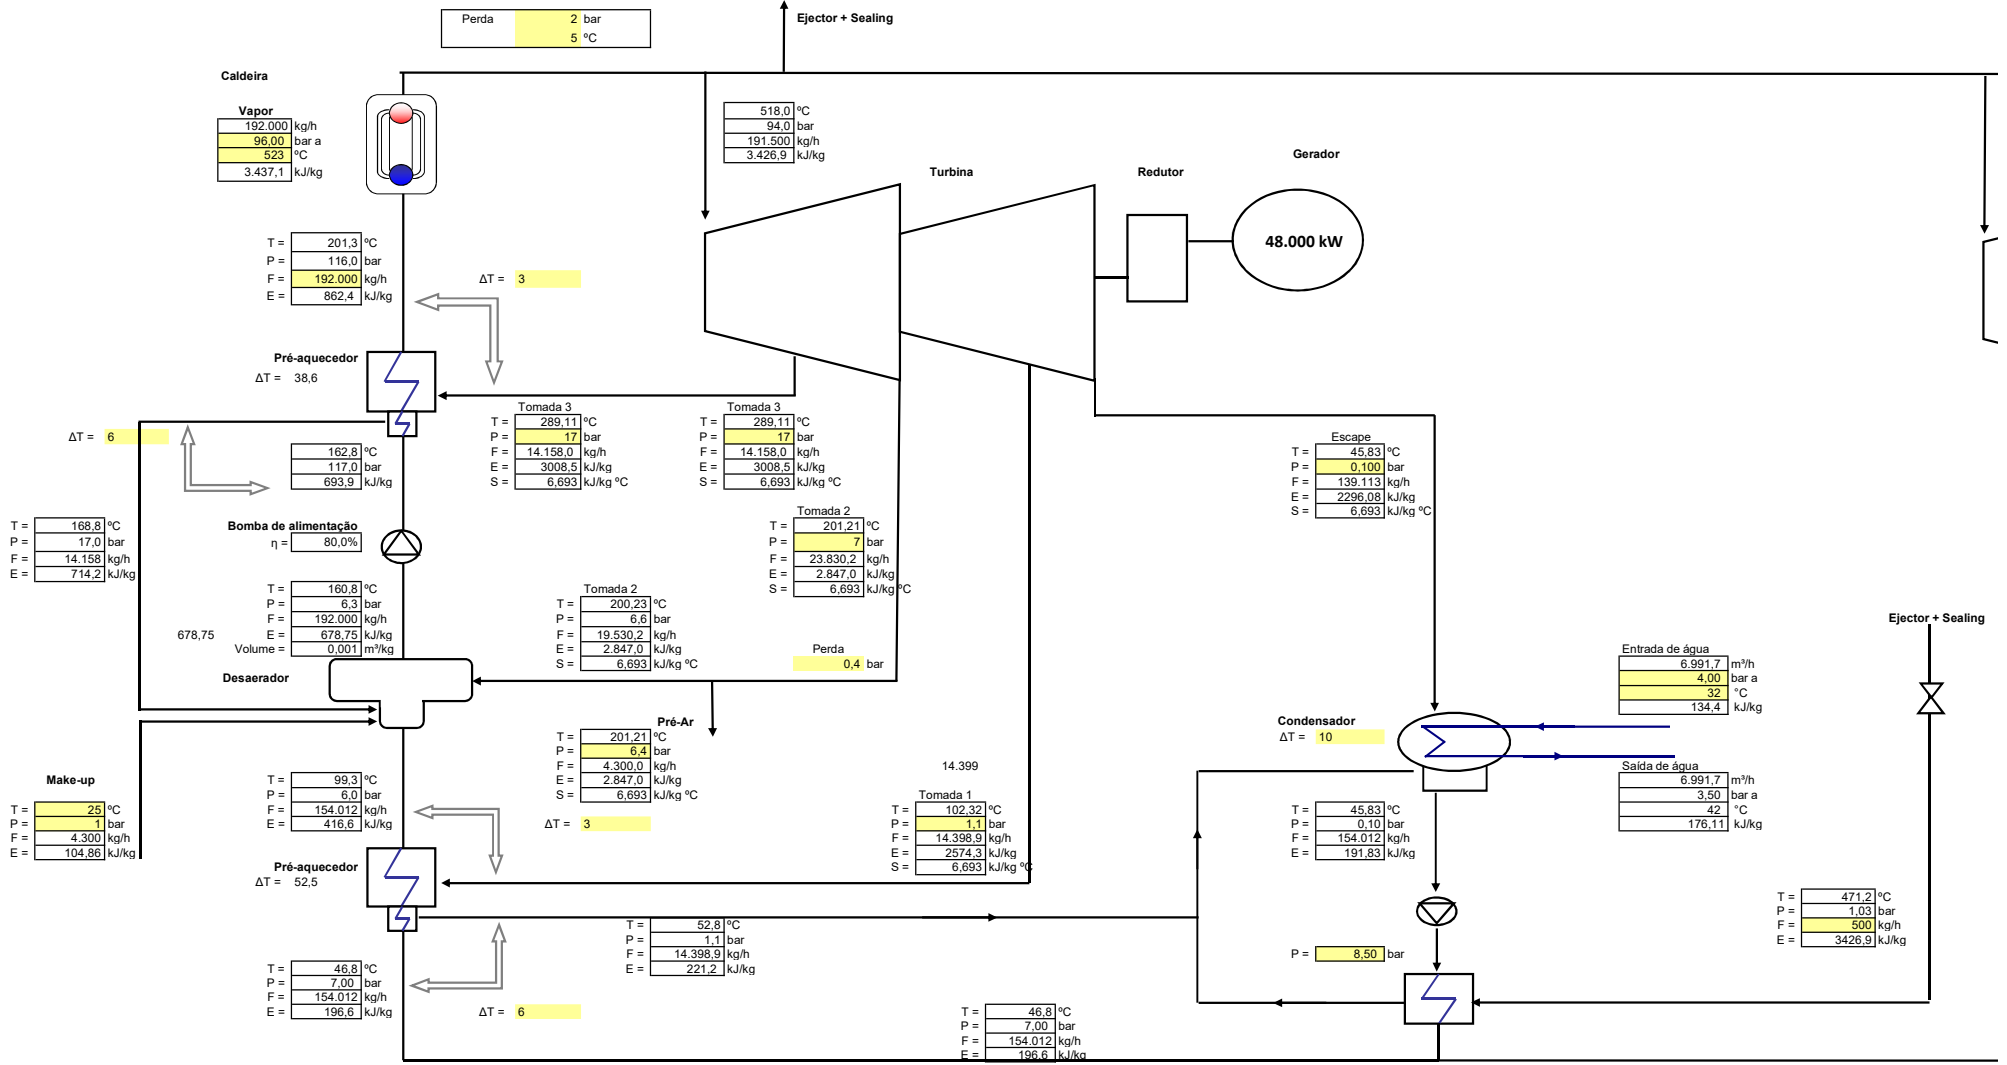 Perda 2 bar
5 ºC
Ejector + Sealing
Caldeira
Vapor
192.000 kg/h
96,00 bar a
523 ºC
3.437,1 kJ/kg
518,0 ºC
94,0 bar
191.500 kg/h
3.426,9 kJ/kg
Turbina
Redutor
Gerador
48.000 kW
T = 201,3 ºC
P = 116,0 bar
F = 192.000 kg/h
E = 862,4 kJ/kg
ΔT = 3
Pré-aquecedor
ΔT = 38,6
ΔT = 6
162,8 ºC
117,0 bar
693,9 kJ/kg
Tomada 3
T = 289,11 ºC
P = 17 bar
F = 14.158,0 kg/h
E = 3008,5 kJ/kg
S = 6,693 kJ/kg ºC
Tomada 3
T = 289,11 ºC
P = 17 bar
F = 14.158,0 kg/h
E = 3008,5 kJ/kg
S = 6,693 kJ/kg ºC
Escape
T = 45,83 ºC
P = 0,100 bar
F = 139.113 kg/h
E = 2296,08 kJ/kg
S = 6,693 kJ/kg ºC
T = 168,8 ºC
P = 17,0 bar
F = 14.158 kg/h
E = 714,2 kJ/kg
Bomba de alimentação
η = 80,0%
Tomada 2
T = 201,21 ºC
P = 7 bar
F = 23.830,2 kg/h
E = 2.847,0 kJ/kg
S = 6,693 kJ/kg ºC
T = 160,8 ºC
P = 6,3 bar
F = 192.000 kg/h
678,75 E = 678,75 kJ/kg
Volume = 0,001 m³/kg
Tomada 2
T = 200,23 ºC
P = 6,6 bar
F = 19.530,2 kg/h
E = 2.847,0 kJ/kg
S = 6,693 kJ/kg ºC
Perda
0,4 bar
Desaerador
Ejector + Sealing
Entrada de água
6.991,7 m³/h
4,00 bar a
32 °C
134,4 kJ/kg
Condensador
ΔT = 10
Pré-Ar
T = 201,21 ºC
P = 6,4 bar
F = 4.300,0 kg/h
E = 2.847,0 kJ/kg
S = 6,693 kJ/kg ºC
ΔT = 3
14.399
Tomada 1
T = 102,32 ºC
P = 1,1 bar
F = 14.398,9 kg/h
E = 2574,3 kJ/kg
S = 6,693 kJ/kg ºC
Saída de água
6.991,7 m³/h
3,50 bar a
42 °C
176,11 kJ/kg
Make-up
T = 25 ºC
P = 1 bar
F = 4.300 kg/h
E = 104,86 kJ/kg
T = 99,3 ºC
P = 6,0 bar
F = 154.012 kg/h
E = 416,6 kJ/kg
T = 45,83 ºC
P = 0,10 bar
F = 154.012 kg/h
E = 191,83 kJ/kg
Pré-aquecedor
ΔT = 52,5
T = 52,8 ºC
P = 1,1 bar
F = 14.398,9 kg/h
E = 221,2 kJ/kg
T = 471,2 ºC
P = 1,03 bar
F = 500 kg/h
E = 3426,9 kJ/kg
P = 8,50 bar
T = 46,8 ºC
P = 7,00 bar
F = 154.012 kg/h
E = 196,6 kJ/kg
ΔT = 6
T = 46,8 ºC
P = 7,00 bar
F = 154.012 kg/h
E = 196,6 kJ/kg